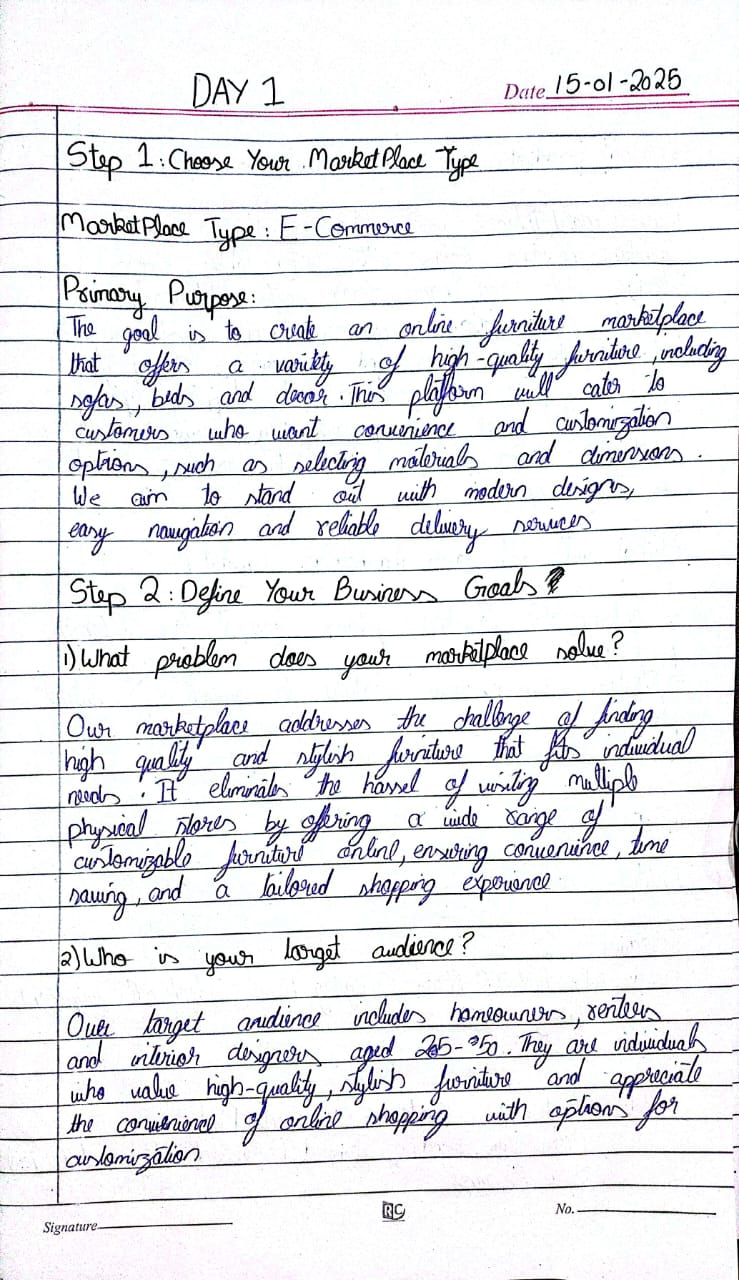 DAY 1
Date 15-01-2025
Step 1: Choose Your MarketPlace Type
MarketPlace Type: E-Commerce
Primary Purpose:
The goal is to create an online furniture marketplace
that offers a variety of high-quality furniture, including
sofas, beds and decor. This platform will cater to
customers who want convenience and customization
options, such as selecting materials and dimensions.
We aim to stand out with modern designs,
easy navigation and reliable delivery services
Step 2: Define Your Business Goals
1) What problem does your marketplace solve?
Our marketplace addresses the challenge of finding
high quality and stylish furniture that fits individual
needs. It eliminates the hassel of visiting multiple
physical stores by offering a wide range of
customizable furniture online, ensuring convenience, time
saving, and a tailored shopping experience
2) Who is your target audience?
Our target audience includes homeowners, renters
and interior designers aged 25-50. They are individuals
who value high-quality, stylish furniture and appreciate
the convenience of online shopping with options for
customization
RC
Signature
No.